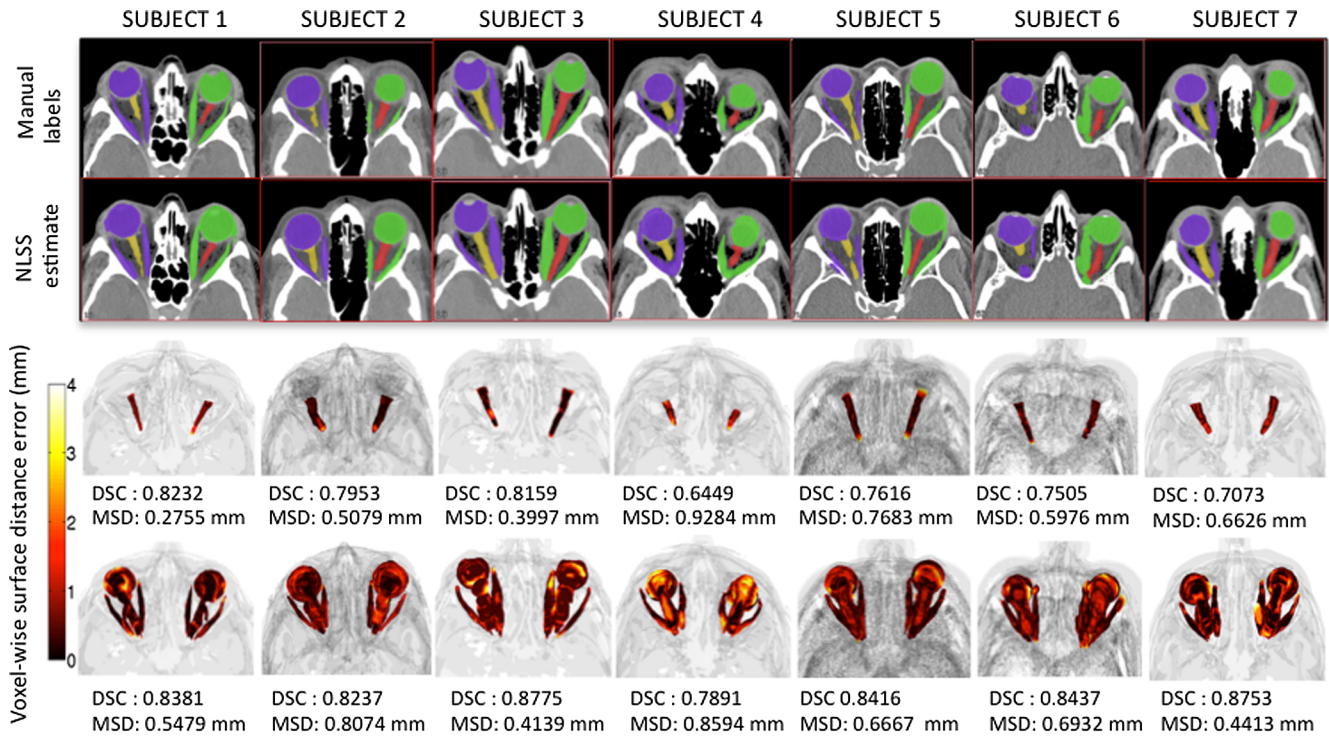 SUBJECT 1 SUBJECT 2 SUBJECT 3 SUBJECT 4 SUBJECT 5 SUBJECT 6 SUBJECT 7
Manual
labels
NLSS
estimate
Voxel-wise surface distance error (mm)
4
3
2
1
0
DSC : 0.8232 DSC : 0.7953 DSC : 0.8159 DSC : 0.6449 DSC : 0.7616 DSC : 0.7505 DSC : 0.7073
MSD: 0.2755 mm MSD: 0.5079 mm MSD: 0.3997 mm MSD: 0.9284 mm MSD: 0.7683 mm MSD: 0.5976 mm MSD: 0.6626 mm
DSC : 0.8381 DSC : 0.8237 DSC : 0.8775 DSC : 0.7891 DSC 0.8416 DSC : 0.8437 DSC : 0.8753
MSD: 0.5479 mm MSD: 0.8074 mm MSD: 0.4139 mm MSD: 0.8594 mm MSD: 0.6667 mm MSD: 0.6932 mm MSD: 0.4413 mm